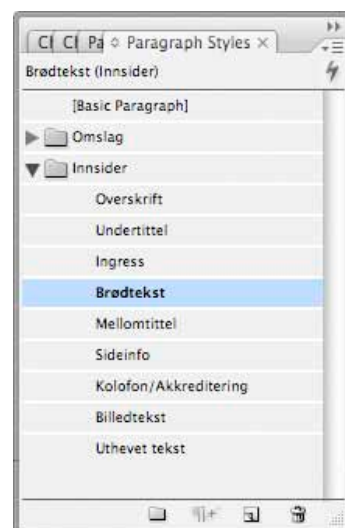 Cl Cl Pa Paragraph Styles
Brødtekst (Innsider)
[Basic Paragraph]
Omslag
Innsider
Overskrift
Undertittel
Ingress
Brødtekst
Mellomtittel
Sideinfo
Kolofon/Akkreditering
Billedtekst
Uthevet tekst